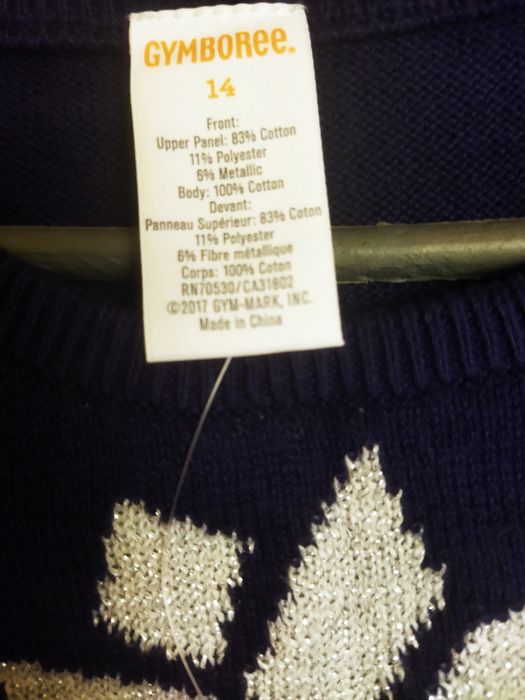 GYMBOREE.
14
Front:
Upper Panel: 83% Cotton
11% Polyester
6% Metallic
Body: 100% Cotton
Devant:
Panneau Supérieur: 83% Coton
11% Polyester
6% Fibre métallique
Corps: 100% Coton
RN70530/CA31802
©2017 GYM-MARK, INC.
Made in China